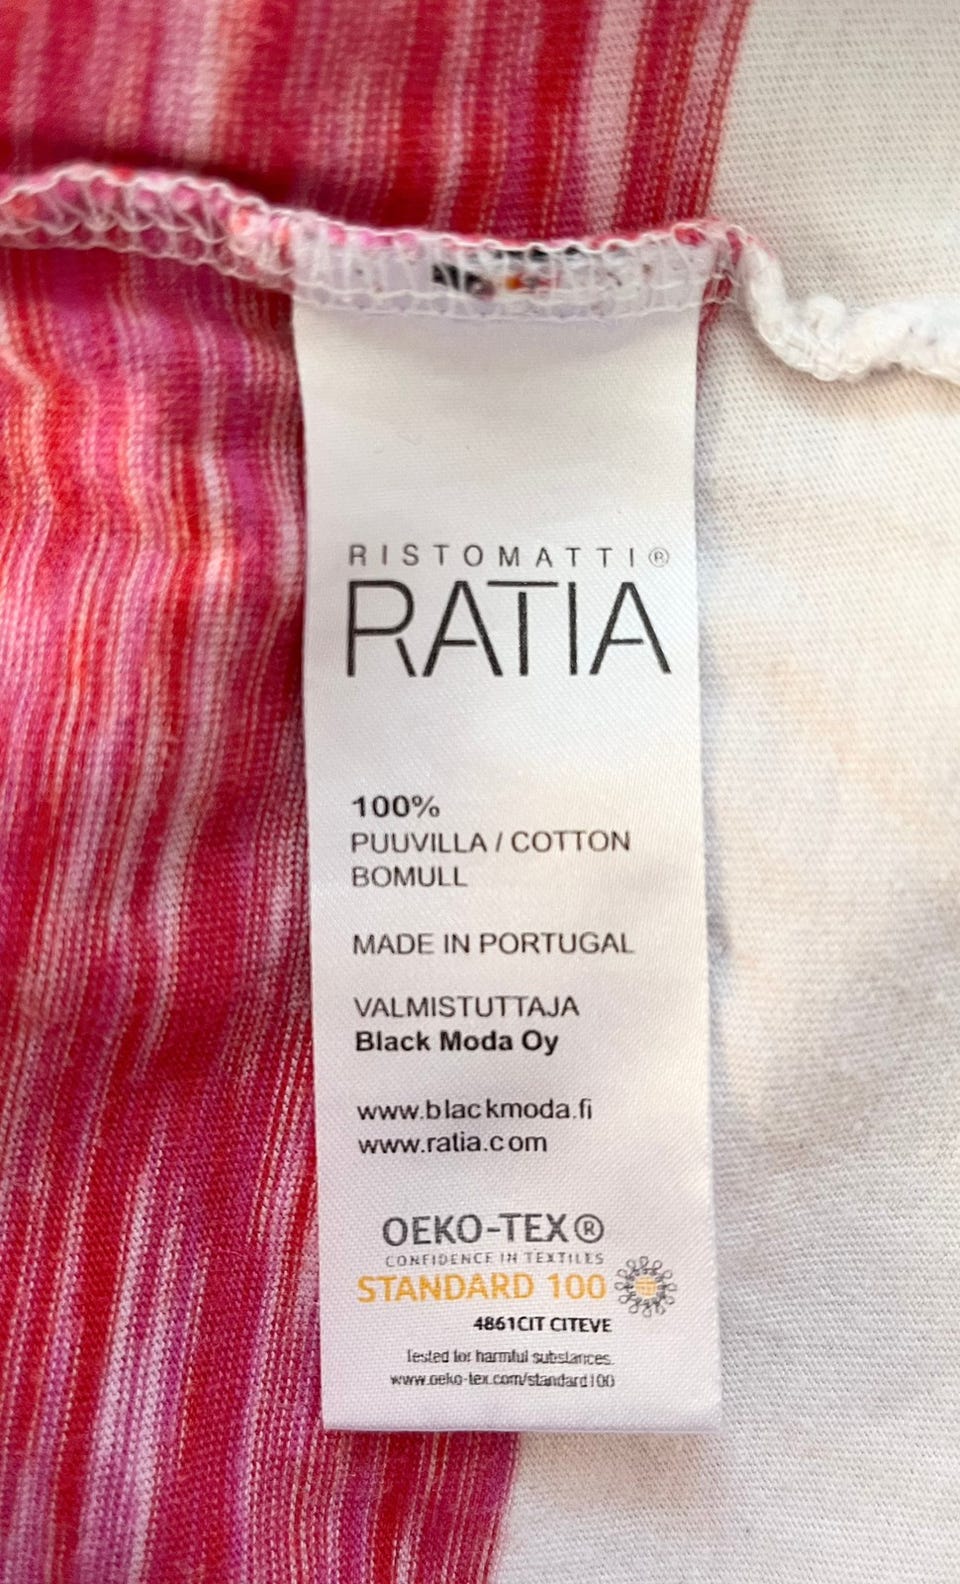 RISTOMATTI®
RATIA
100%
PUUVILLA / COTTON
BOMULL
MADE IN PORTUGAL
VALMISTUTTAJA
Black Moda Oy
www.blackmoda.fi
www.ratia.com
OEKO-TEX®
CONFIDENCE IN TEXTILES
STANDARD 100
4861CIT CITEVE
Tested for harmful substances.
www.oeko-tex.com/standard100